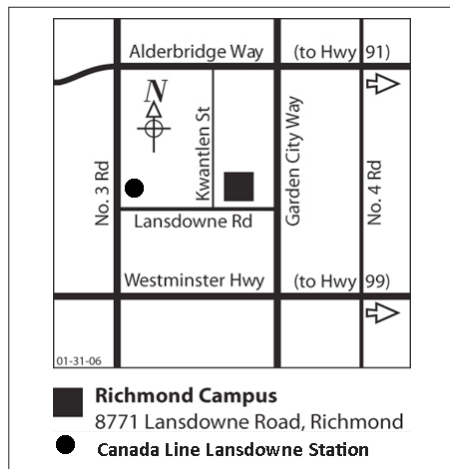 Alderbridge Way (to Hwy 91)
N
No. 3 Rd
Kwantlen St
Garden City Way
No. 4 Rd
Lansdowne Rd
Westminster Hwy (to Hwy 99)
01-31-06
Richmond Campus
8771 Lansdowne Road, Richmond
Canada Line Lansdowne Station